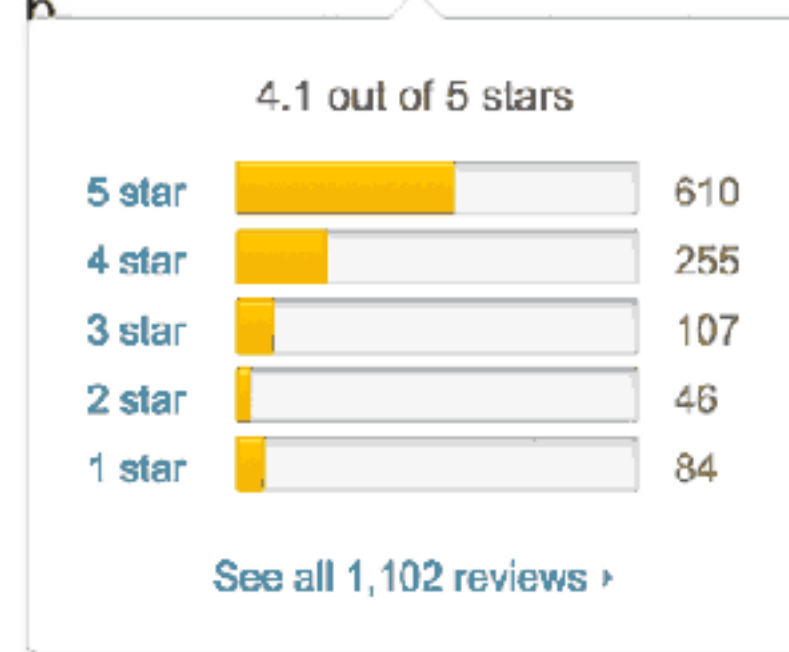 4.1 out of 5 stars
5 star 610
4 star 255
3 star 107
2 star 46
1 star 84
See all 1,102 reviews ›